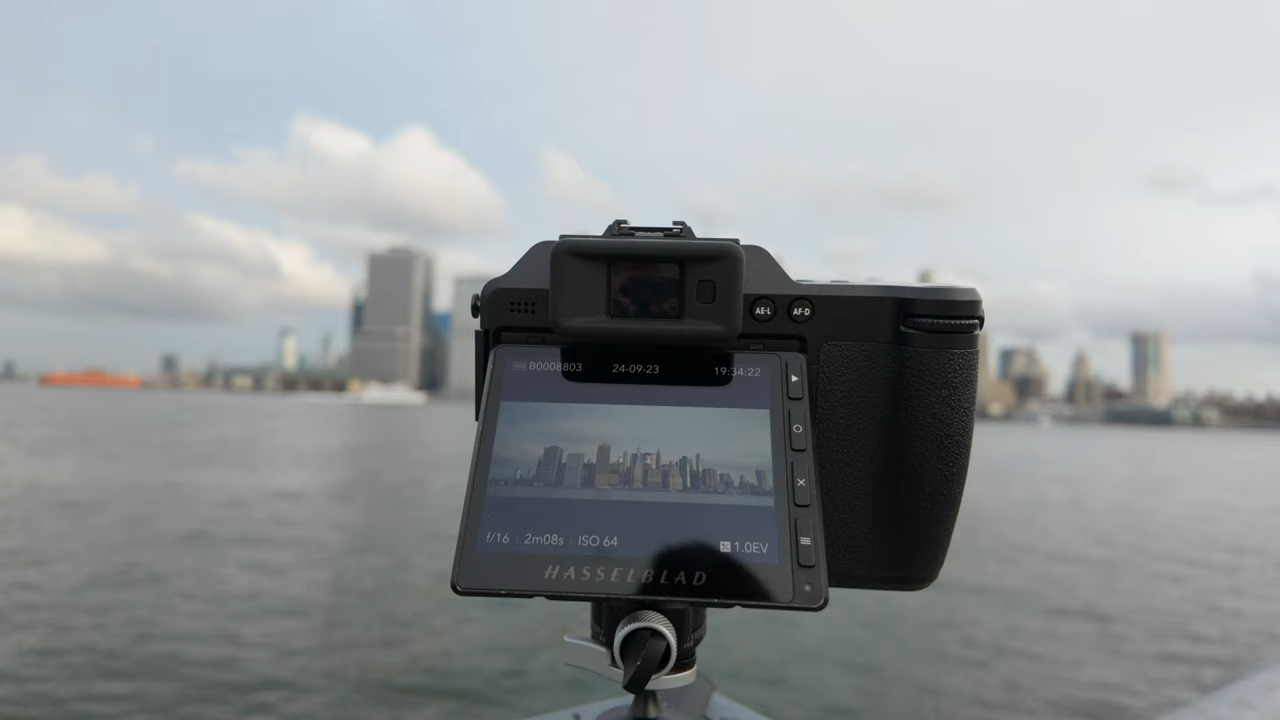 AE-L AF-D
B0008803 24-09-23 19:34:22
f/16 2m08s ISO 64 1.0EV
HASSELBLAD